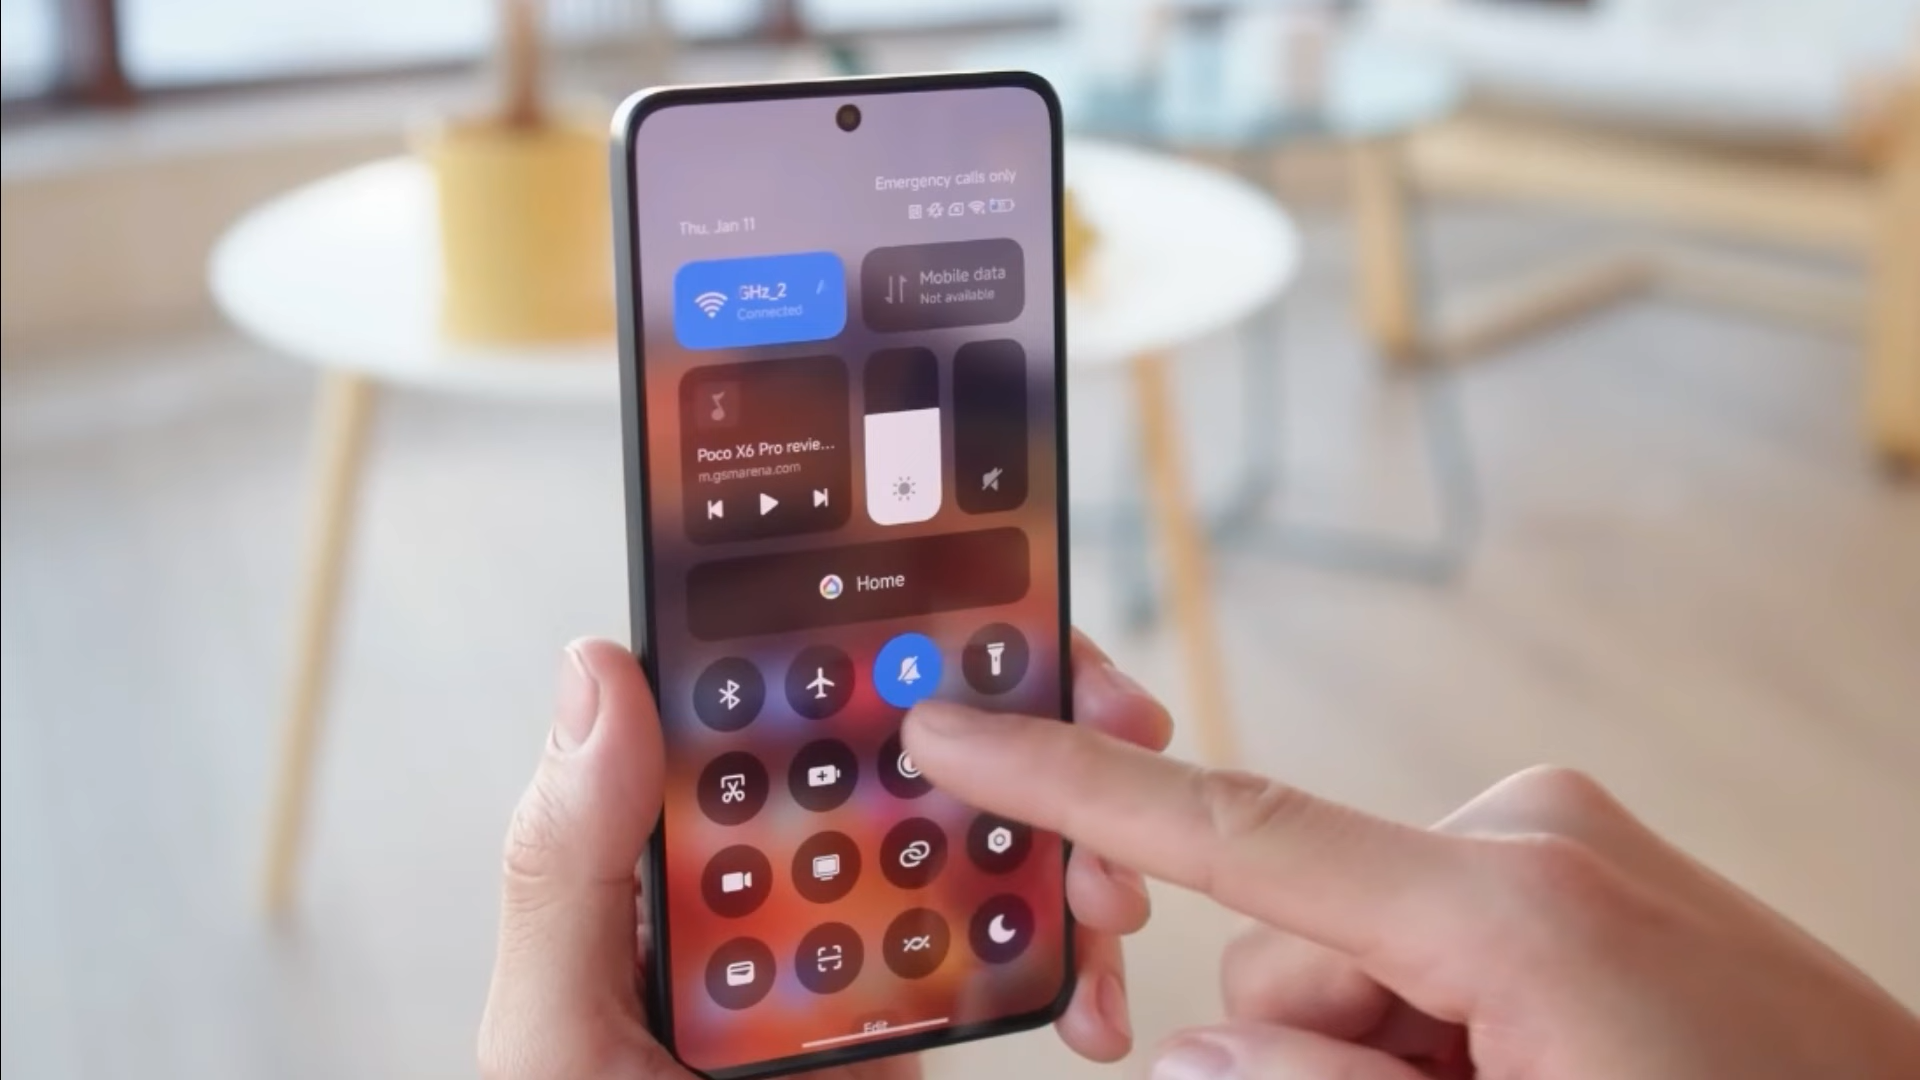 Emergency calls only
Thu, Jan 11
GHz_2
Connected
Mobile data
Not available
Poco X6 Pro revie...
m.gsmarena.com
Home
Edit